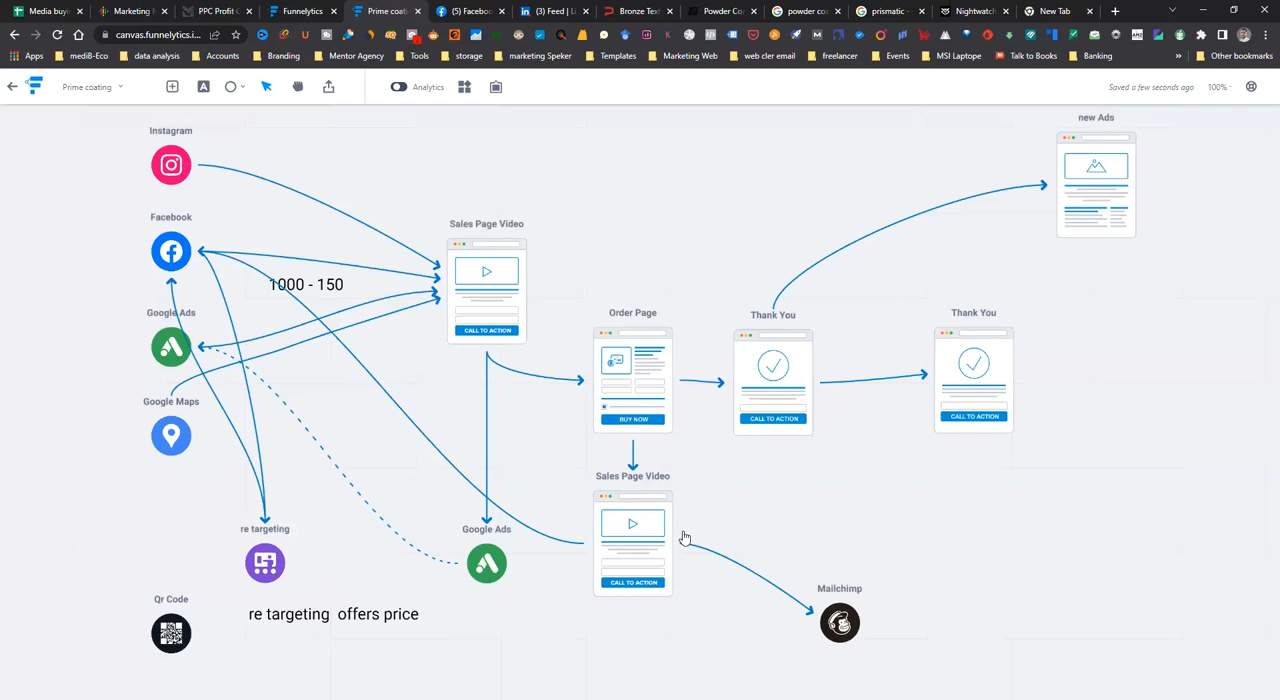 Media buyi
Marketing I
PPC Profit C
Funnelytics
Prime coati
(5) Facebo
(3) Feed | Li
Bronze Text
Powder Co
powder co
prismatic -
Nightwatch
New Tab
canvas.funnelytics.i...
Apps
mediB-Eco
data analysis
Accounts
Branding
Mentor Agency
Tools
storage
marketing Speker
Templates
Marketing Web
web cler email
freelancer
Events
MSI Laptope
Talk to Books
Banking
Other bookmarks
Prime coating
Analytics
Saved a few seconds ago
100%
new Ads
Instagram
Facebook
Sales Page Video
CALL TO ACTION
1000 - 150
Google Ads
Order Page
BUY NOW
Thank You
CALL TO ACTION
Thank You
CALL TO ACTION
Google Maps
Sales Page Video
CALL TO ACTION
re targeting
Google Ads
re targeting offers price
Qr Code
Mailchimp